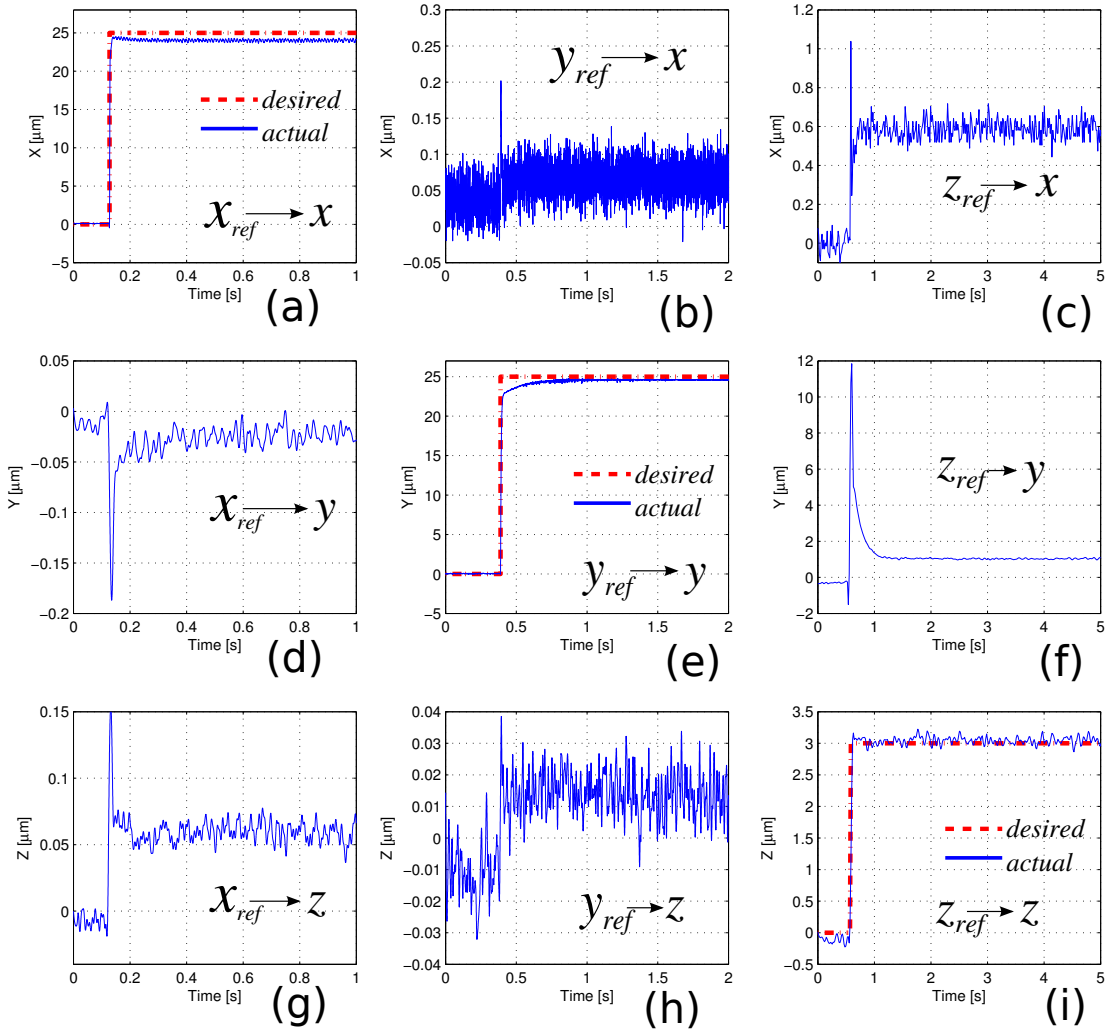 X [µm]
30
25
20
15
10
5
0
−5
0 0.2 0.4 0.6 0.8 1
Time [s]
desired
actual
x_ref → x
(a)
X [µm]
0.3
0.25
0.2
0.15
0.1
0.05
0
−0.05
0 0.5 1 1.5 2
Time [s]
y_ref → x
(b)
X [µm]
1.2
1
0.8
0.6
0.4
0.2
0
−0.1
0 1 2 3 4 5
Time [s]
z_ref → x
(c)
Y [µm]
0.05
0
−0.05
−0.1
−0.15
−0.2
0 0.2 0.4 0.6 0.8 1
Time [s]
x_ref → y
(d)
Y [µm]
25
20
15
10
5
0
−5
0 0.5 1 1.5 2
Time [s]
desired
actual
y_ref → y
(e)
Y [µm]
12
10
8
6
4
2
0
−2
0 1 2 3 4 5
Time [s]
z_ref → y
(f)
Z [µm]
0.15
0.1
0.05
0
0 0.2 0.4 0.6 0.8 1
Time [s]
x_ref → z
(g)
Z [µm]
0.04
0.03
0.02
0.01
0
−0.01
−0.02
−0.03
−0.04
0 0.5 1 1.5 2
Time [s]
y_ref → z
(h)
Z [µm]
3.5
3
2.5
2
1.5
1
0.5
0
−0.5
0 1 2 3 4 5
Time [s]
desired
actual
z_ref → z
(i)